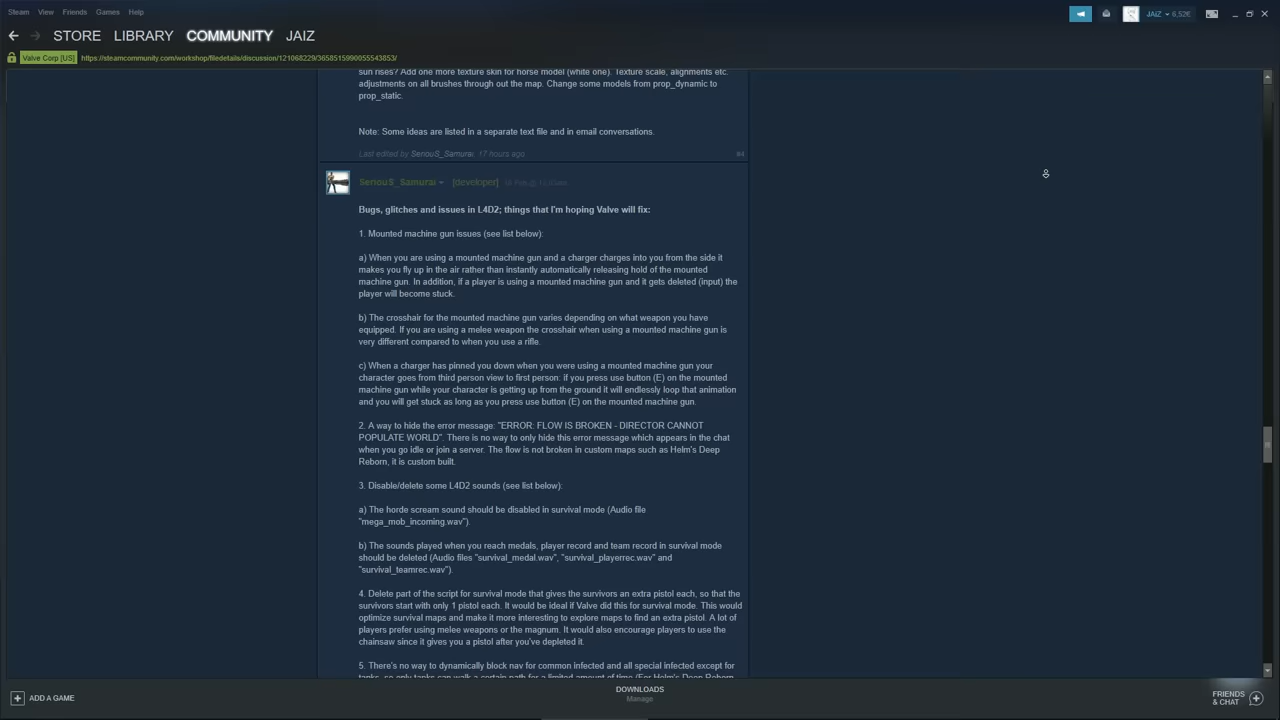 Steam View Friends Games Help
JAiZ 6,52€
STORE LIBRARY COMMUNITY JAIZ
Valve Corp [US] https://steamcommunity.com/workshop/filedetails/discussion/121068229/3658515990055543853/
sun rises? Add one more texture skin for horse model (white one). Texture scale, alignments etc.
adjustments on all brushes through out the map. Change some models from prop_dynamic to
prop_static.
Note: Some ideas are listed in a separate text file and in email conversations.
Last edited by SeriouS_Samurai; 17 hours ago
#4
SeriouS_Samurai [developer]
Bugs, glitches and issues in L4D2; things that I'm hoping Valve will fix:
1. Mounted machine gun issues (see list below):
a) When you are using a mounted machine gun and a charger charges into you from the side it
makes you fly up in the air rather than instantly automatically releasing hold of the mounted
machine gun. In addition, if a player is using a mounted machine gun and it gets deleted (input) the
player will become stuck.
b) The crosshair for the mounted machine gun varies depending on what weapon you have
equipped. If you are using a melee weapon the crosshair when using a mounted machine gun is
very different compared to when you use a rifle.
c) When a charger has pinned you down when you were using a mounted machine gun your
character goes from third person view to first person: if you press use button (E) on the mounted
machine gun while your character is getting up from the ground it will endlessly loop that animation
and you will get stuck as long as you press use button (E) on the mounted machine gun.
2. A way to hide the error message: "ERROR: FLOW IS BROKEN - DIRECTOR CANNOT
POPULATE WORLD". There is no way to only hide this error message which appears in the chat
when you go idle or join a server. The flow is not broken in custom maps such as Helm's Deep
Reborn, it is custom built.
3. Disable/delete some L4D2 sounds (see list below):
a) The horde scream sound should be disabled in survival mode (Audio file
"mega_mob_incoming.wav").
b) The sounds played when you reach medals, player record and team record in survival mode
should be deleted (Audio files "survival_medal.wav", "survival_playerrec.wav" and
"survival_teamrec.wav").
4. Delete part of the script for survival mode that gives the survivors an extra pistol each, so that the
survivors start with only 1 pistol each. It would be ideal if Valve did this for survival mode. This would
optimize survival maps and make it more interesting to explore maps to find an extra pistol. A lot of
players prefer using melee weapons or the magnum. It would also encourage players to use the
chainsaw since it gives you a pistol after you've depleted it.
5. There's no way to dynamically block nav for common infected and all special infected except for
tanks, so only tanks can walk a certain path for a limited amount of time (For Helm's Deep Reborn
ADD A GAME
DOWNLOADS
Manage
FRIENDS
& CHAT